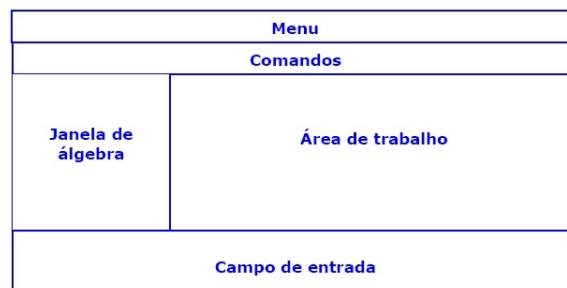 Menu
Comandos
Janela de
álgebra
Área de trabalho
Campo de entrada